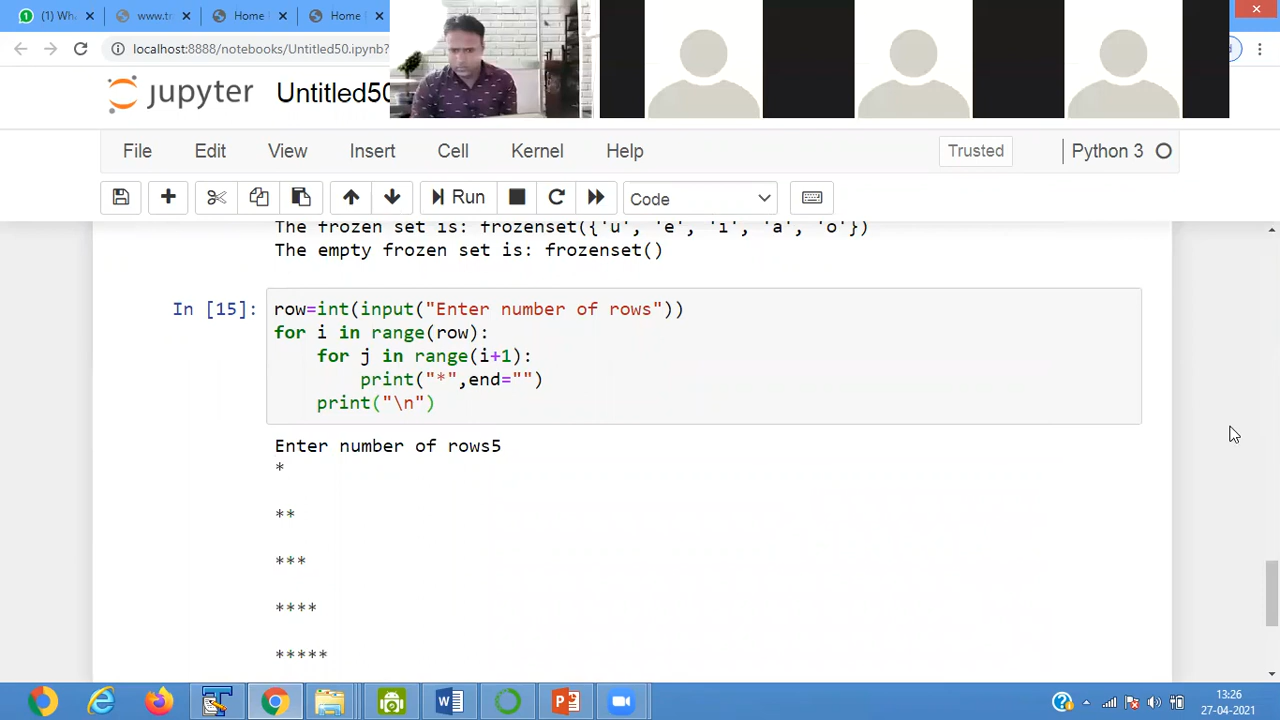 (1) Wh
www.tr
Home
Home
localhost:8888/notebooks/Untitled50.ipynb?
jupyter
Untitled50
File Edit View Insert Cell Kernel Help
Trusted
Python 3
Run
Code
The frozen set is: frozenset({'u', 'e', 'i', 'a', 'o'})
The empty frozen set is: frozenset()
In [15]:
row=int(input("Enter number of rows"))
for i in range(row):
    for j in range(i+1):
        print("*",end="")
    print("\n")
Enter number of rows5
*
**
***
****
*****
13:26
27-04-2021